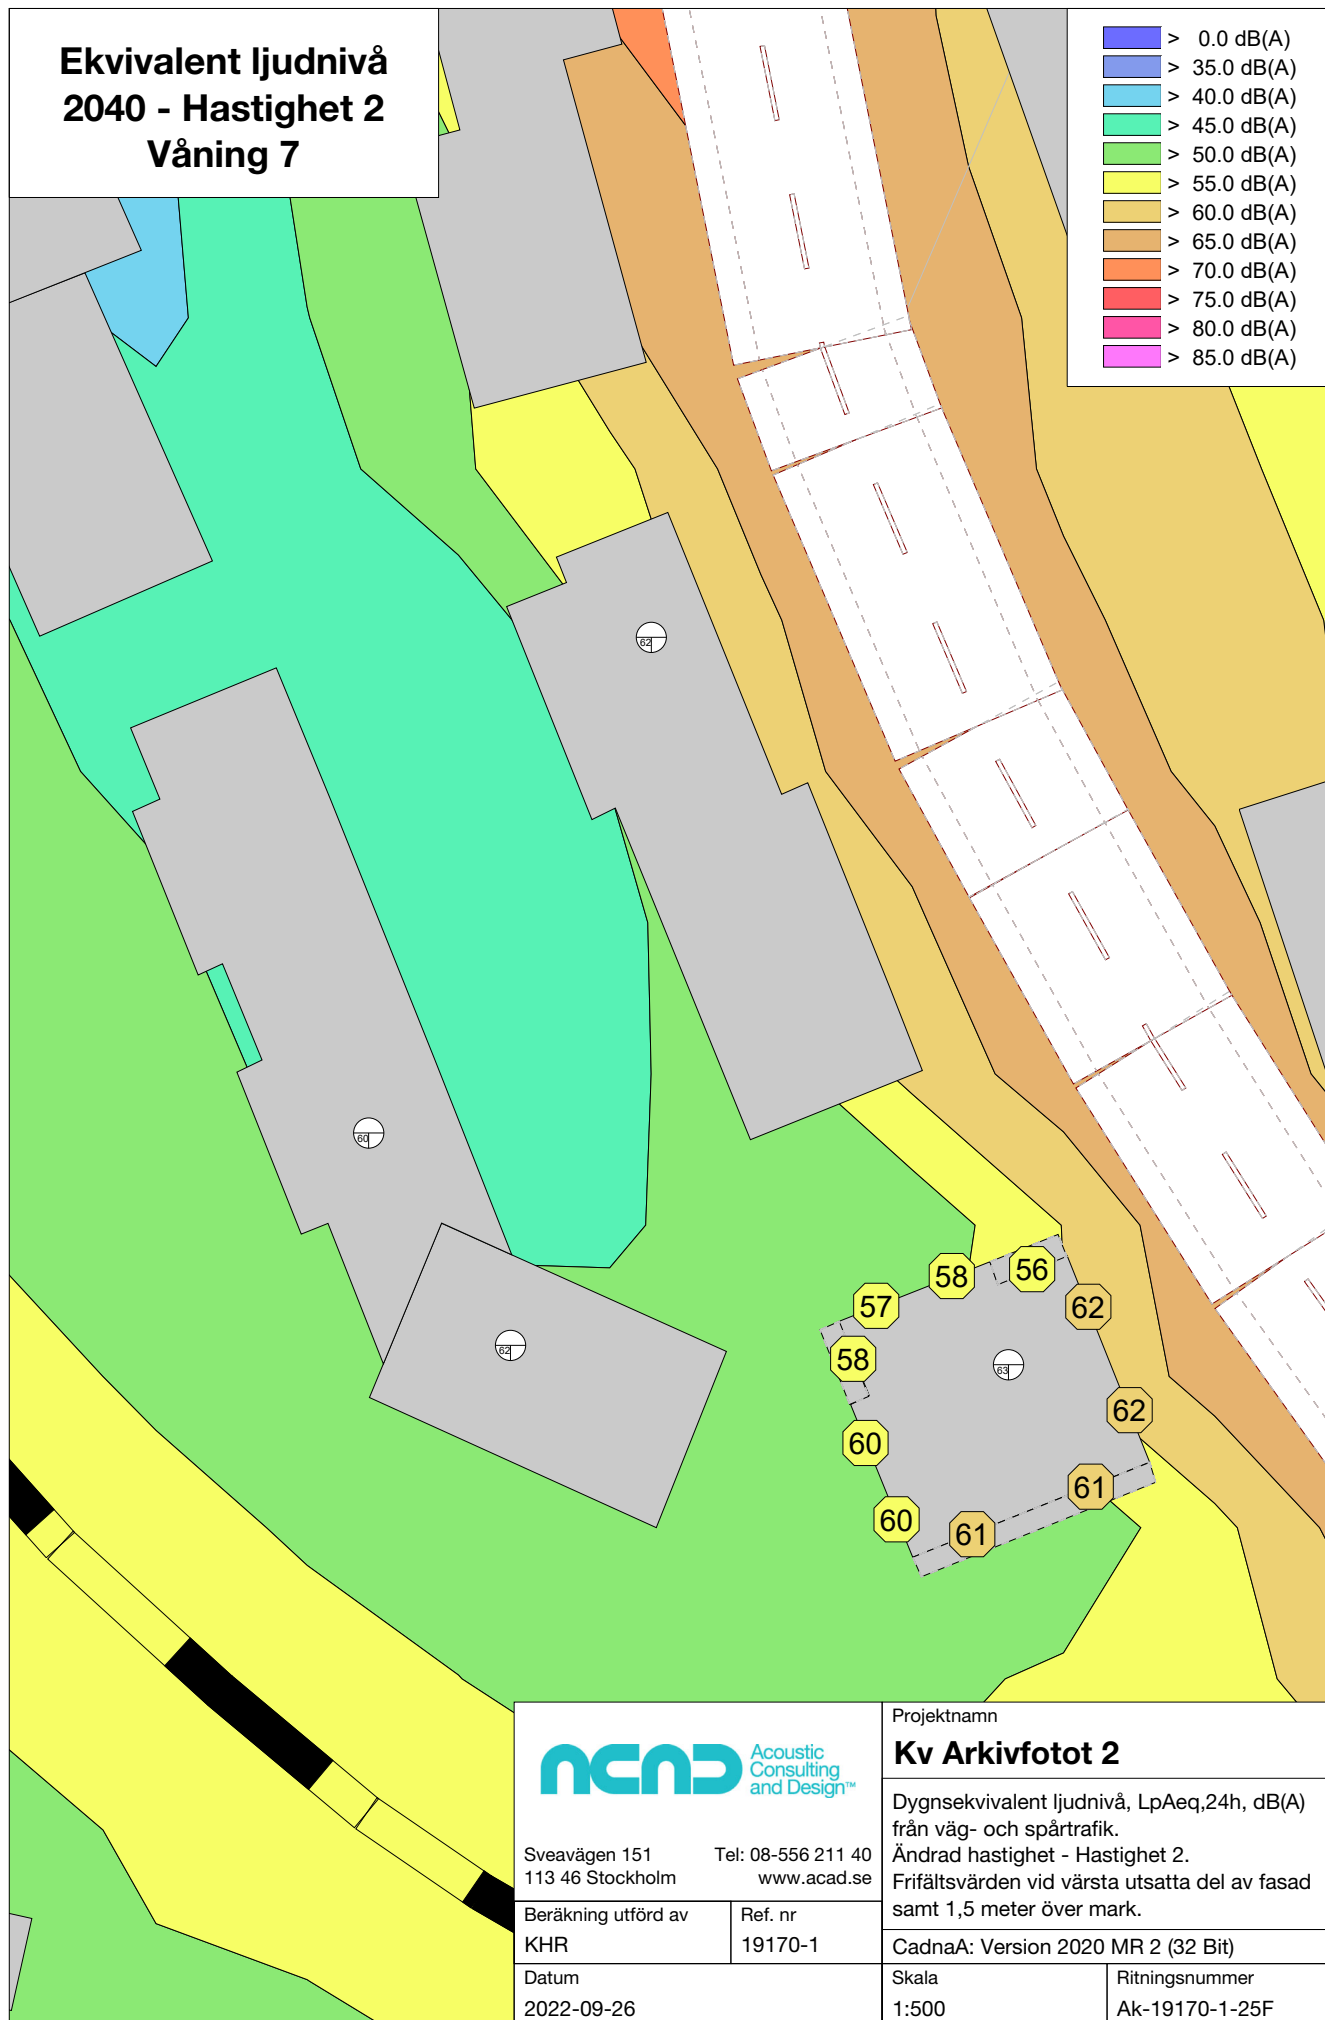 Ekvivalent ljudnivå
2040 - Hastighet 2
Våning 7
> 0.0 dB(A)
> 35.0 dB(A)
> 40.0 dB(A)
> 45.0 dB(A)
> 50.0 dB(A)
> 55.0 dB(A)
> 60.0 dB(A)
> 65.0 dB(A)
> 70.0 dB(A)
> 75.0 dB(A)
> 80.0 dB(A)
> 85.0 dB(A)
62
60
62
56
58
57
62
58
63
62
60
61
60
61
acad
Acoustic
Consulting
and Design™
Sveavägen 151
113 46 Stockholm
Tel: 08-556 211 40
www.acad.se
Beräkning utförd av
KHR
Ref. nr
19170-1
Datum
2022-09-26
Projektnamn
Kv Arkivfotot 2
Dygnsekvivalent ljudnivå, LpAeq,24h, dB(A)
från väg- och spårtrafik.
Ändrad hastighet - Hastighet 2.
Frifältsvärden vid värsta utsatta del av fasad
samt 1,5 meter över mark.
CadnaA: Version 2020 MR 2 (32 Bit)
Skala
1:500
Ritningsnummer
Ak-19170-1-25F